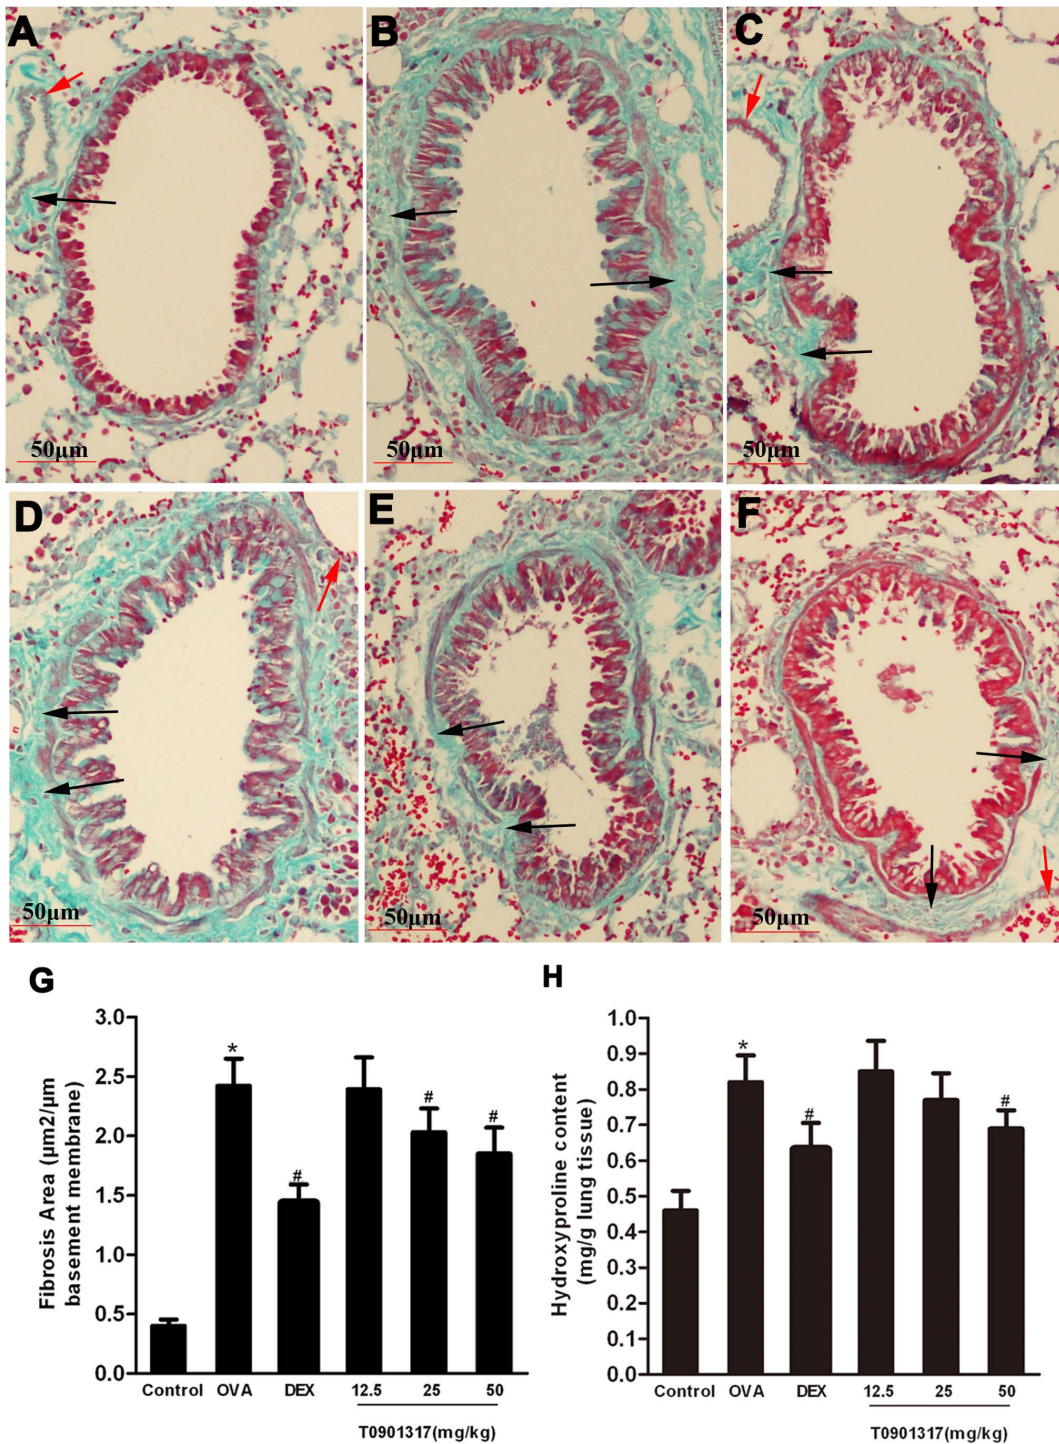 A
B
C
50μm
50μm
50μm
D
E
F
50μm
50μm
50μm
G
Fibrosis Area (μm2/μm
basement membrane)
3.0
2.5
2.0
1.5
1.0
0.5
0.0
*
#
#
#
Control OVA DEX 12.5 25 50
T0901317(mg/kg)
H
Hydroxyproline content
(mg/g lung tissue)
1.0
0.9
0.8
0.7
0.6
0.5
0.4
0.3
0.2
0.1
0.0
*
#
#
Control OVA DEX 12.5 25 50
T0901317(mg/kg)